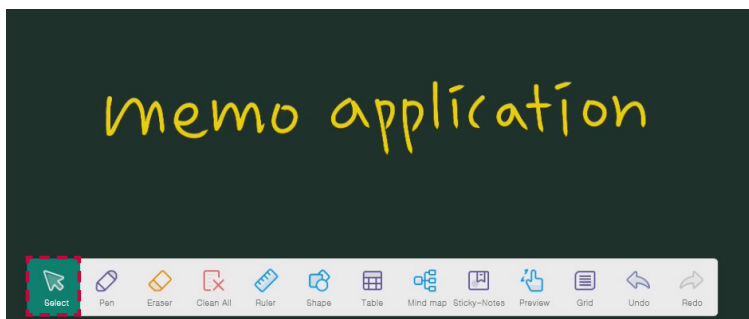 memo application
Select Pen Eraser Clean All Ruler Shape Table Mind map Sticky-Notes Preview Grid Undo Redo